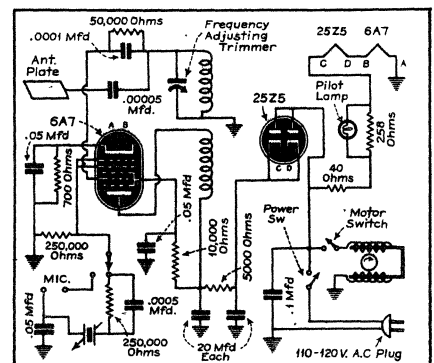 50,000 Ohms
.0001 Mfd
Frequency
Adjusting
Trimmer
25Z5
6A7
C
D
B
A
Ant.
Plate
.00005
Mfd.
Pilot
Lamp
258
Ohms
6A7
A
B
25Z5
C
D
.05 Mfd
700 Ohms
40
Ohms
.05 Mfd
10,000
Ohms
5000 Ohms
Power
Sw
Motor
Switch
250,000
Ohms
MIC.
.1 Mfd
.0005
Mfd.
.05 Mfd
250,000
Ohms
20 Mfd
Each
110-120V. A.C Plug